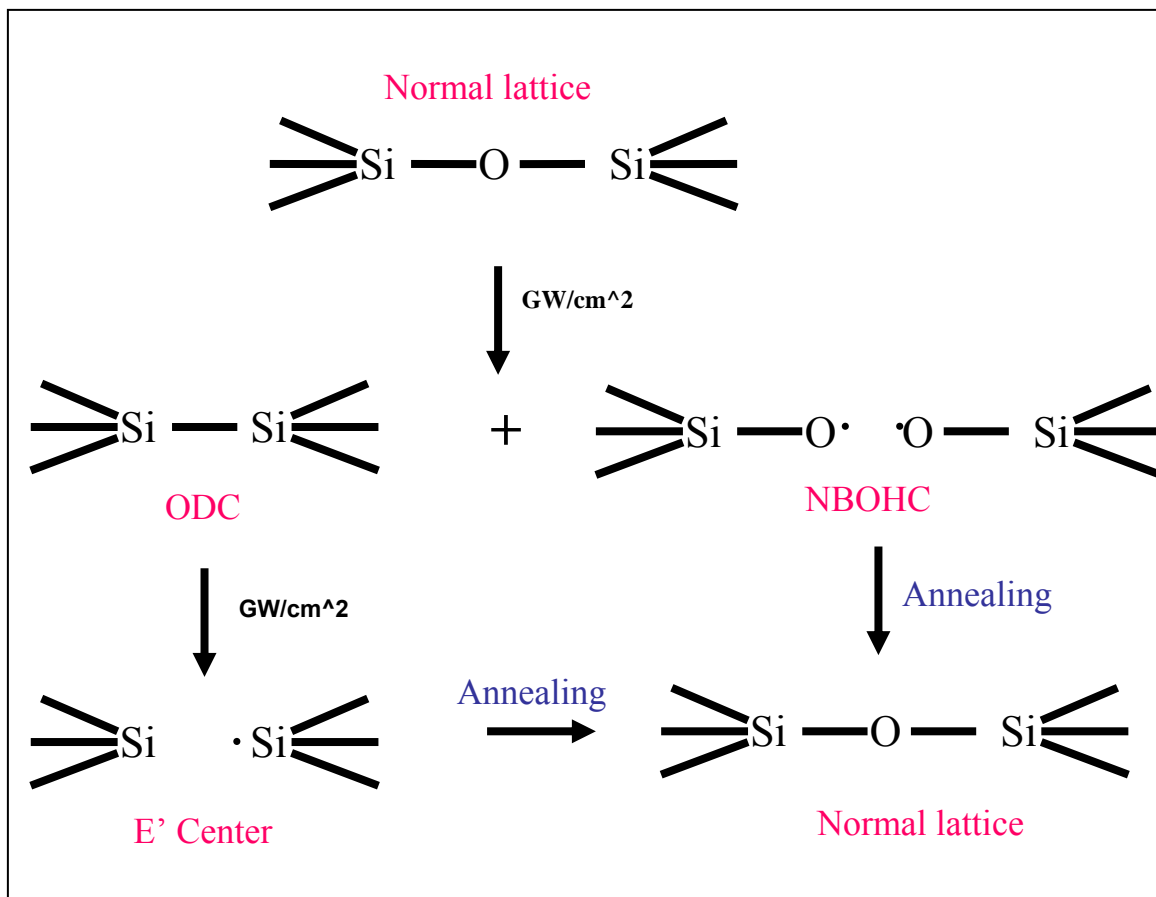 Normal lattice
Si O Si
GW/cm^2
Si Si + Si O· ·O Si
ODC
NBOHC
GW/cm^2
Annealing
Annealing
Si ·Si
Si O Si
E’ Center
Normal lattice